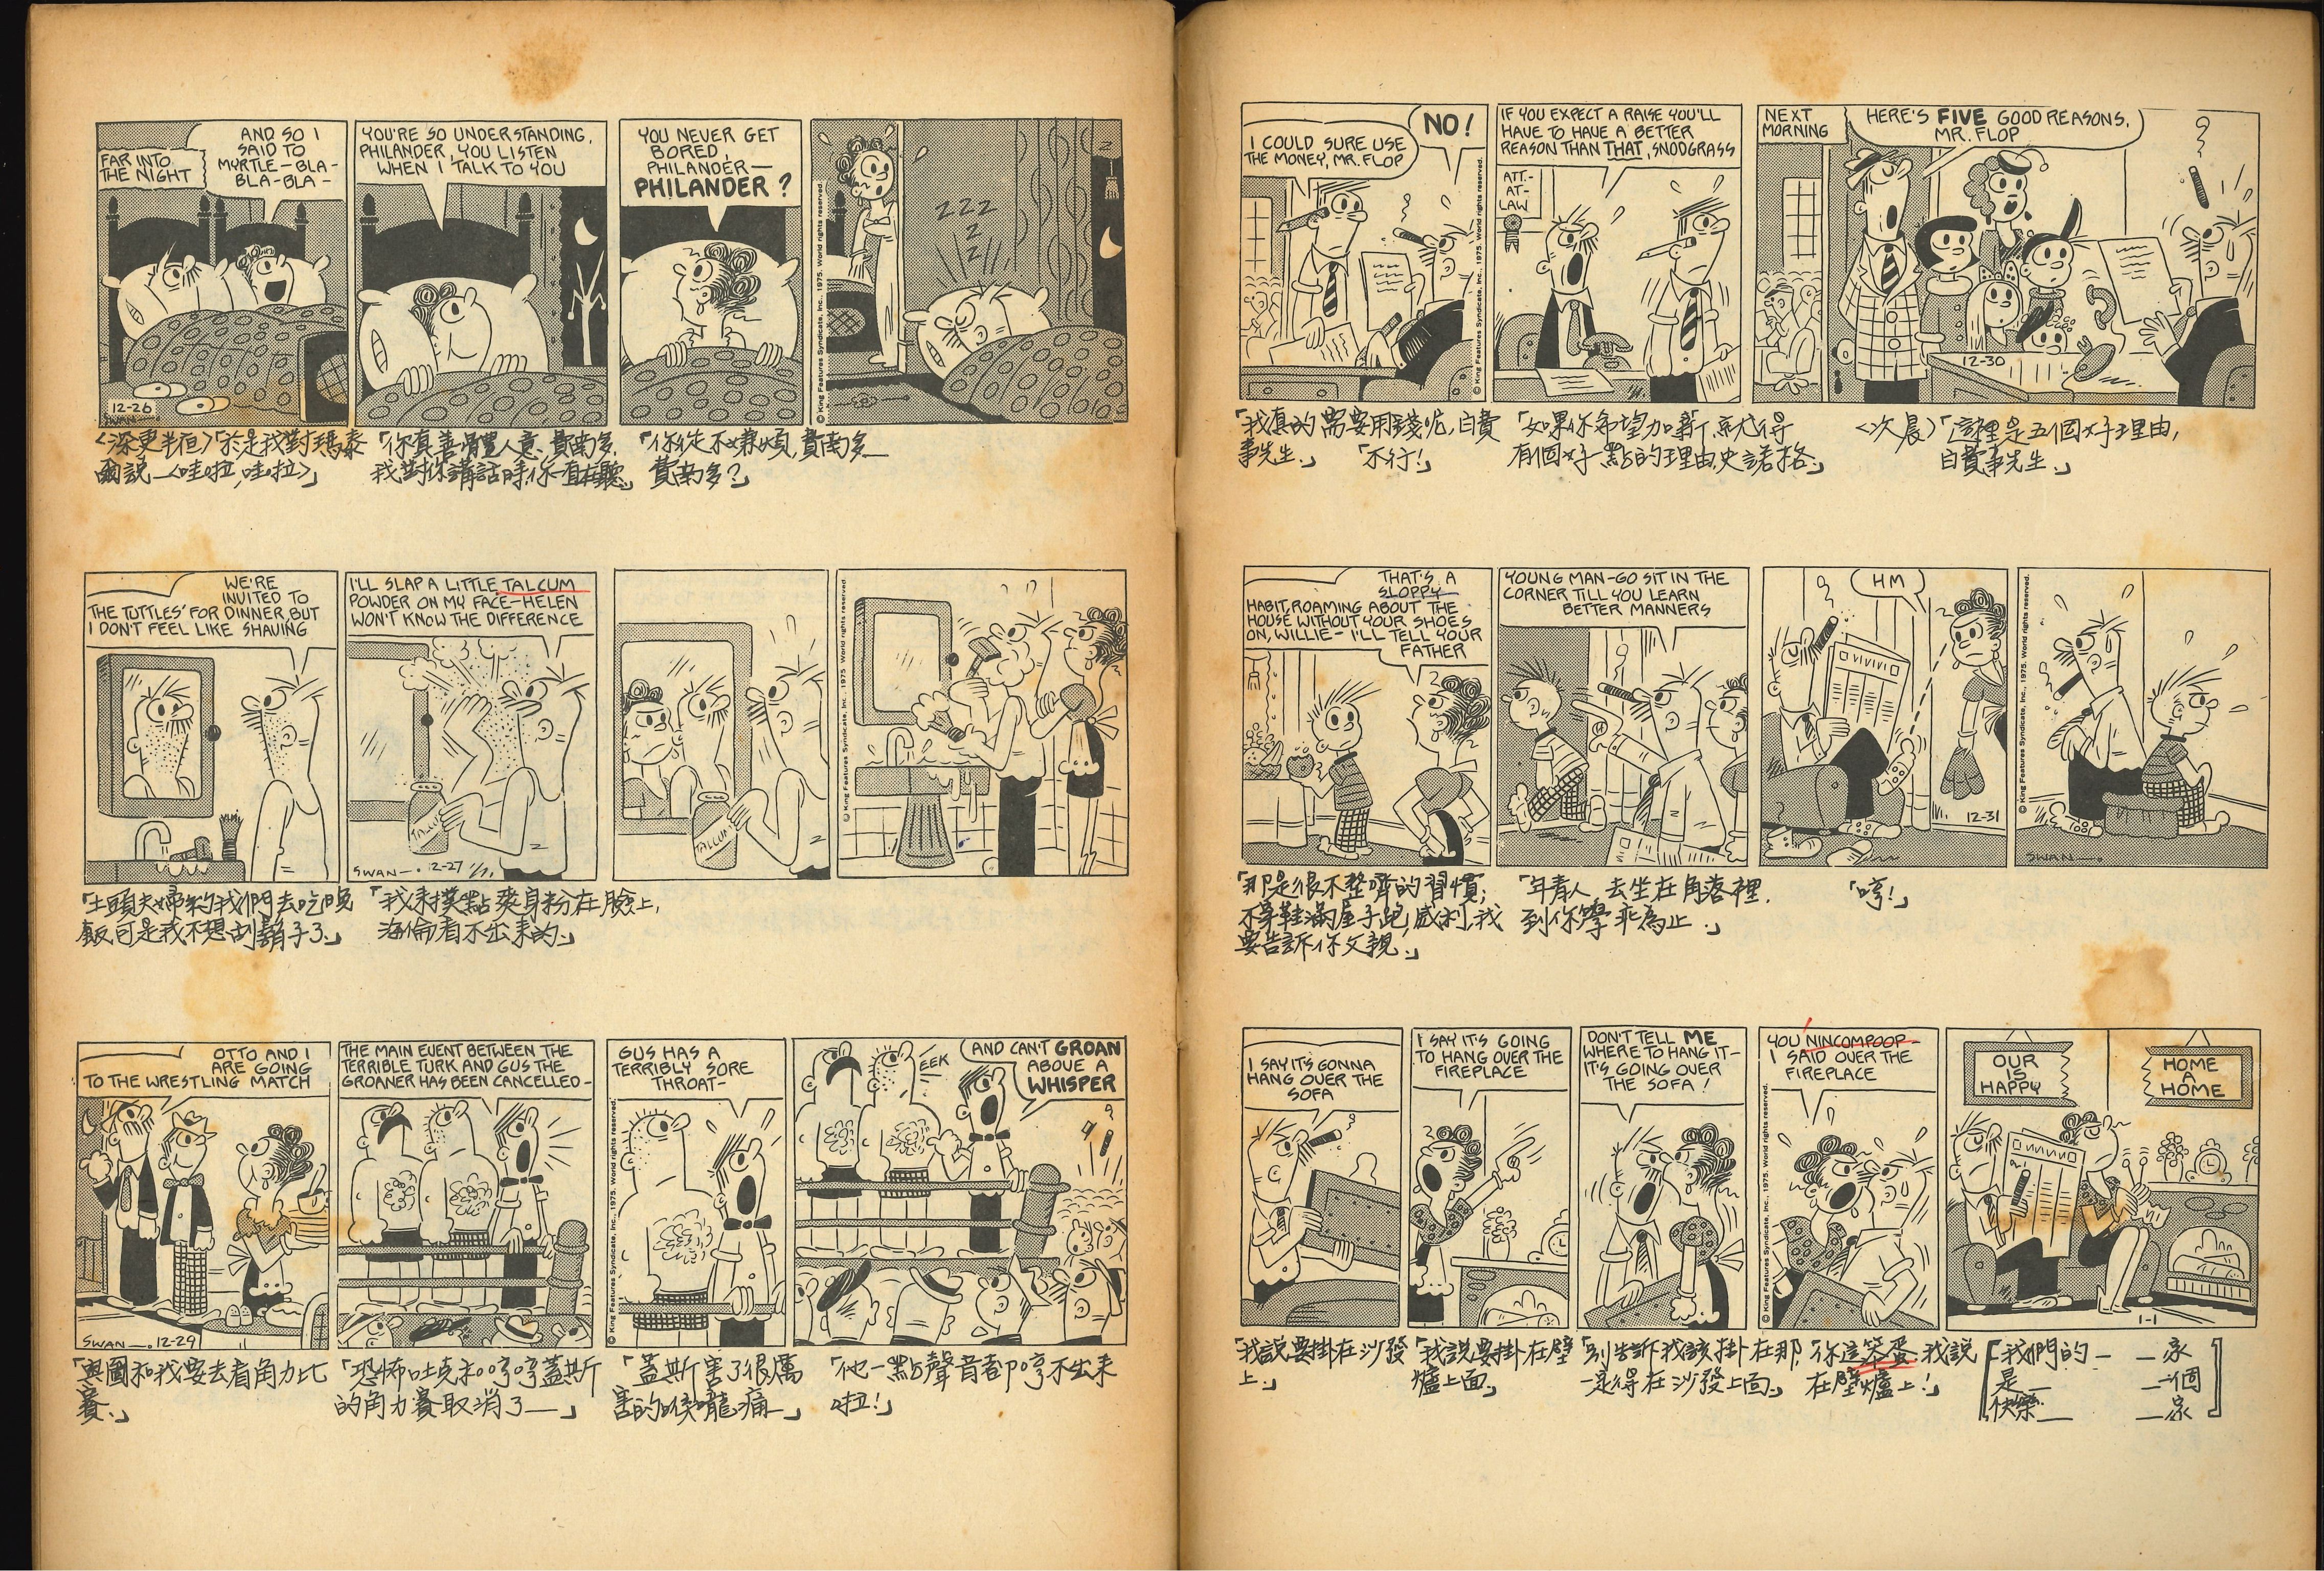 FAR INTO
THE NIGHT
AND SO I
SAID TO
MYRTLE—BLA-
BLA-BLA-
12-26
SWAN
YOU'RE SO UNDERSTANDING,
PHILANDER, YOU LISTEN
WHEN I TALK TO YOU
YOU NEVER GET
BORED,
PHILANDER—
PHILANDER?
© King Features Syndicate, Inc., 1975. World rights reserved.
ZZZ
Z
Z
Z
〈深更半夜〉「於是我對瑪泰
爾說—〈哇啦,哇啦〉」
「你真善體人意,費南多,
我對你講話時,你一直在聽。」
「你從不嫌煩,費南多—
費南多?」
WE'RE
INVITED TO
THE TUTTLES' FOR DINNER, BUT
I DON'T FEEL LIKE SHAVING
I'LL SLAP A LITTLE TALCUM
POWDER ON MY FACE—HELEN
WON'T KNOW THE DIFFERENCE
TALCUM
SWAN—. 12-27
TALCUM
© King Features Syndicate, Inc., 1975. World rights reserved.
「土頭夫婦約我們去吃晚
飯,可是我不想刮鬍子了。」
「我來撲點爽身粉在臉上,
海倫看不出來的。」
OTTO AND I
ARE GOING
TO THE WRESTLING MATCH
SWAN—. 12-29
THE MAIN EVENT BETWEEN THE
TERRIBLE TURK AND GUS THE
GROANER HAS BEEN CANCELLED-
GUS HAS A
TERRIBLY SORE
THROAT-
© King Features Syndicate, Inc., 1975. World rights reserved.
EEK
AND CAN'T GROAN
ABOVE A
WHISPER
「奧圖和我要去看角力比
賽。」
「恐怖吐克和哼哼蓋斯
的角力賽取消了—」
「蓋斯害了很厲
害的喉嚨痛—」
「他一點聲音都哼不出來
啦!」
I COULD SURE USE
THE MONEY, MR. FLOP
NO!
© King Features Syndicate, Inc., 1975. World rights reserved.
IF YOU EXPECT A RAISE YOU'LL
HAVE TO HAVE A BETTER
REASON THAN THAT, SNODGRASS
ATT.-
AT-
LAW
NEXT
MORNING
HERE'S FIVE GOOD REASONS,
MR. FLOP
12-30
「我真的需要用錢呢,白費
事先生。」 「不行!」
「如果你希望加薪,就得
有個好一點的理由,史諾格。」
〈次晨〉「這裡是五個好理由,
白費事先生。」
THAT'S A
SLOPPY
HABIT, ROAMING ABOUT THE
HOUSE WITHOUT YOUR SHOES
ON, WILLIE—I'LL TELL YOUR
FATHER
YOUNG MAN—GO SIT IN THE
CORNER TILL YOU LEARN
BETTER MANNERS
HM
12-31
© King Features Syndicate, Inc., 1975. World rights reserved.
SWAN—.
「那是很不整齊的習慣;
不穿鞋滿屋子跑,威利,我
要告訴你父親。」
「年青人,去坐在角落裡,
到你學乖為止。」
「哼!」
I SAY IT'S GONNA
HANG OVER THE
SOFA
I SAY IT'S GOING
TO HANG OVER THE
FIREPLACE
DON'T TELL ME
WHERE TO HANG IT—
IT'S GOING OVER
THE SOFA!
YOU NINCOMPOOP—
I SAID OVER THE
FIREPLACE
© King Features Syndicate, Inc., 1975. World rights reserved.
OUR
IS
HAPPY
HOME
A
HOME
1-1
「我說要掛在沙發
上。」
「我說要掛在壁
爐上面。」
「別告訴我該掛在那,
一定得在沙發上面。」
「你這笨蛋,我說
在壁爐上!」
[我們的— —家
是— —個
快樂— —家]